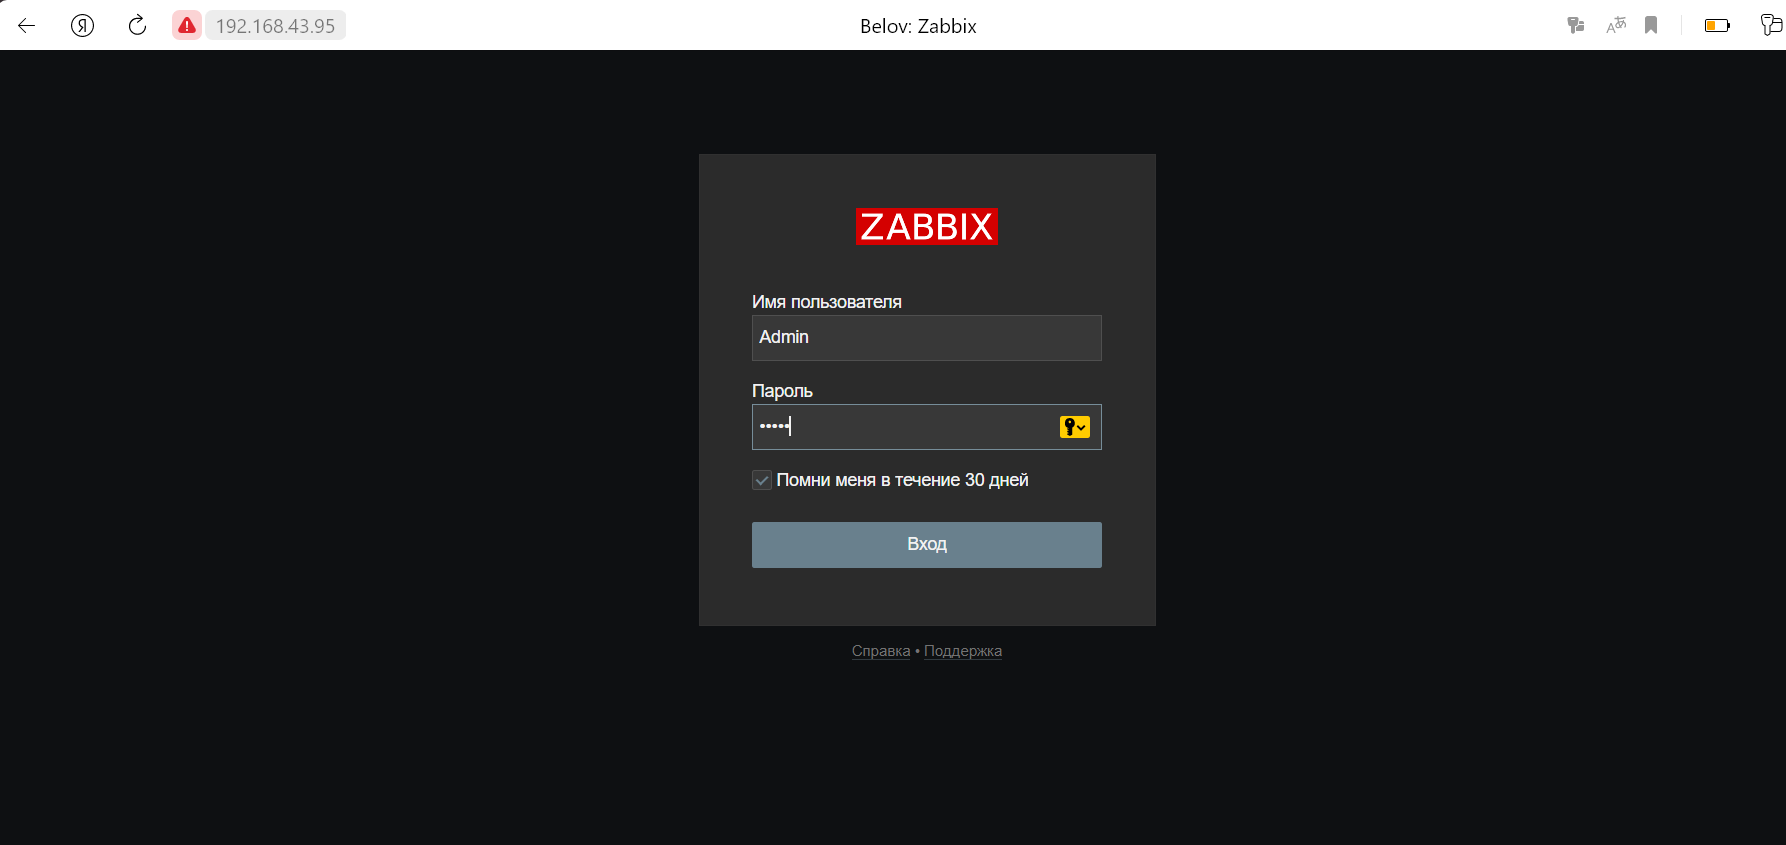 192.168.43.95
Belov: Zabbix
ZABBIX
Имя пользователя
Admin
Пароль
•••••
Помни меня в течение 30 дней
Вход
Справка • Поддержка